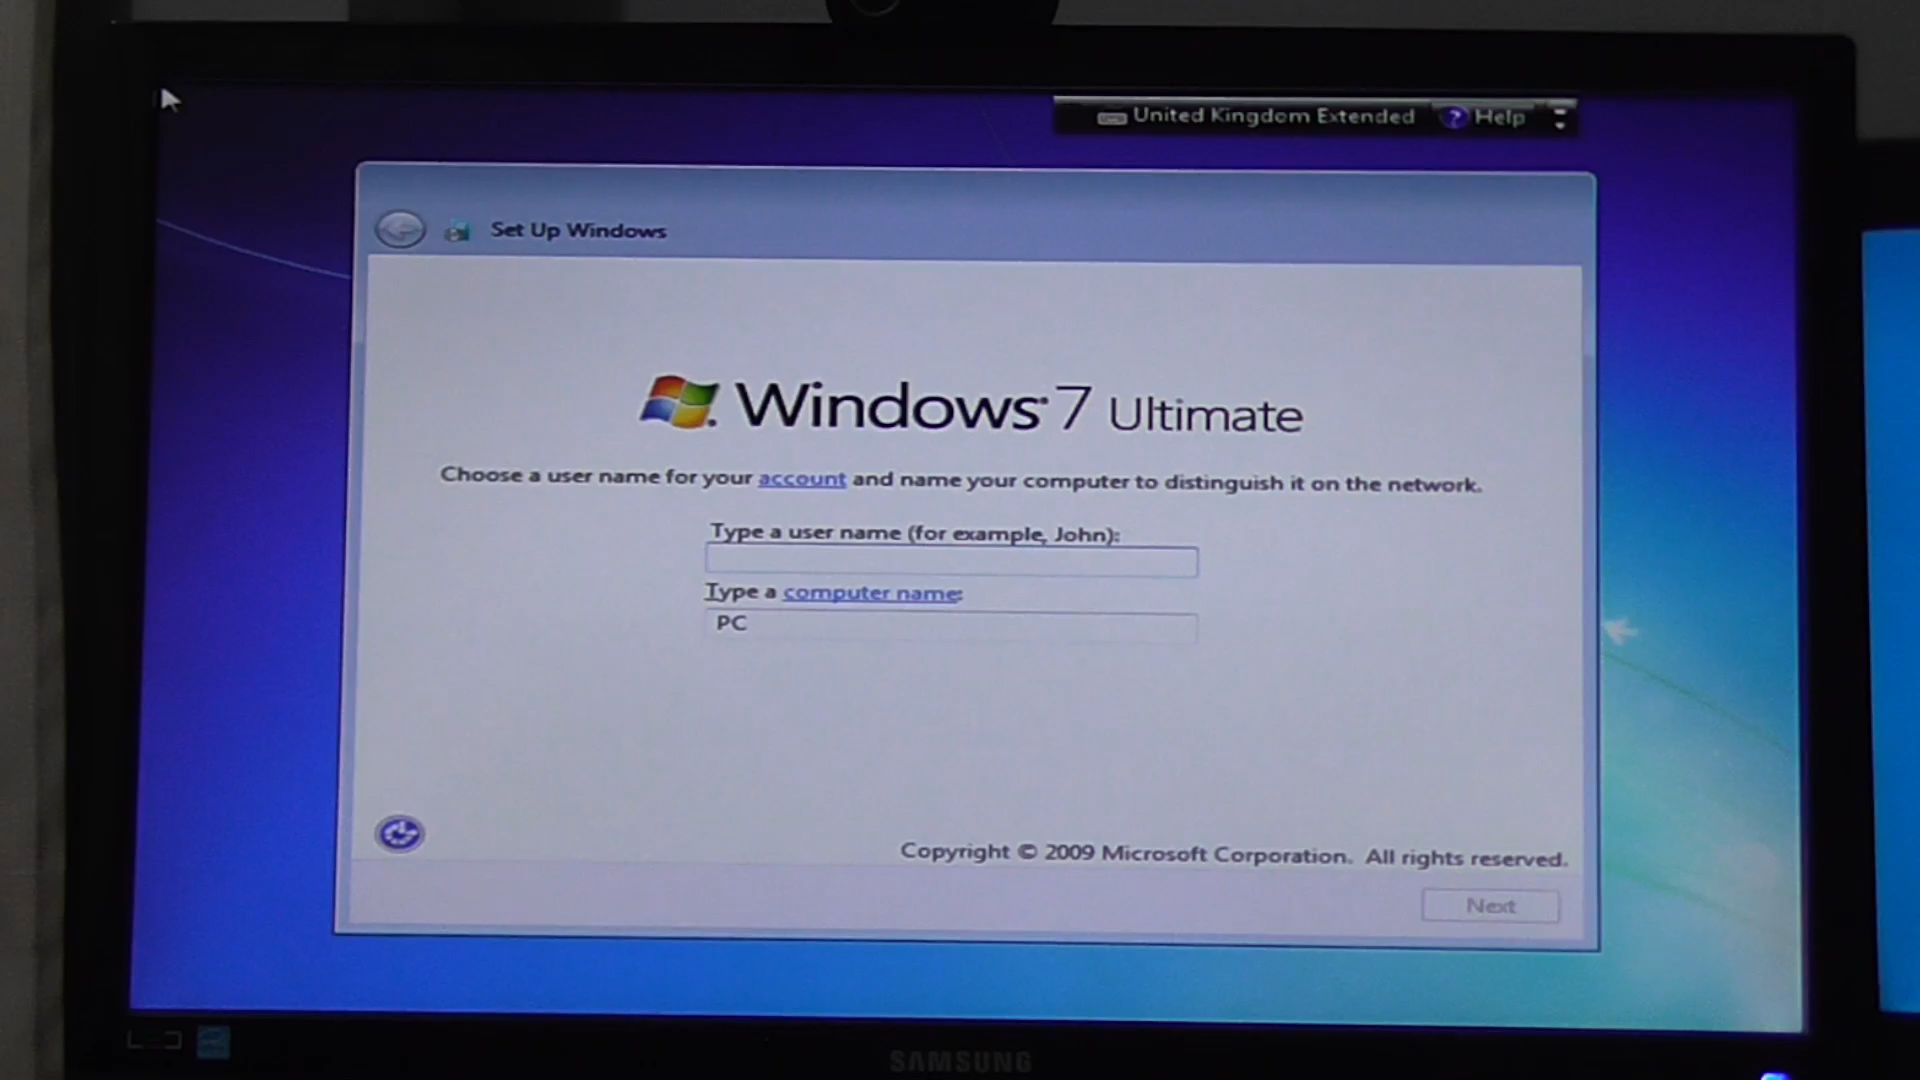 United Kingdom Extended ? Help
Set Up Windows
Windows 7 Ultimate
Choose a user name for your account and name your computer to distinguish it on the network.
Type a user name (for example, John):
Type a computer name:
PC
Copyright © 2009 Microsoft Corporation. All rights reserved.
Next
SAMSUNG